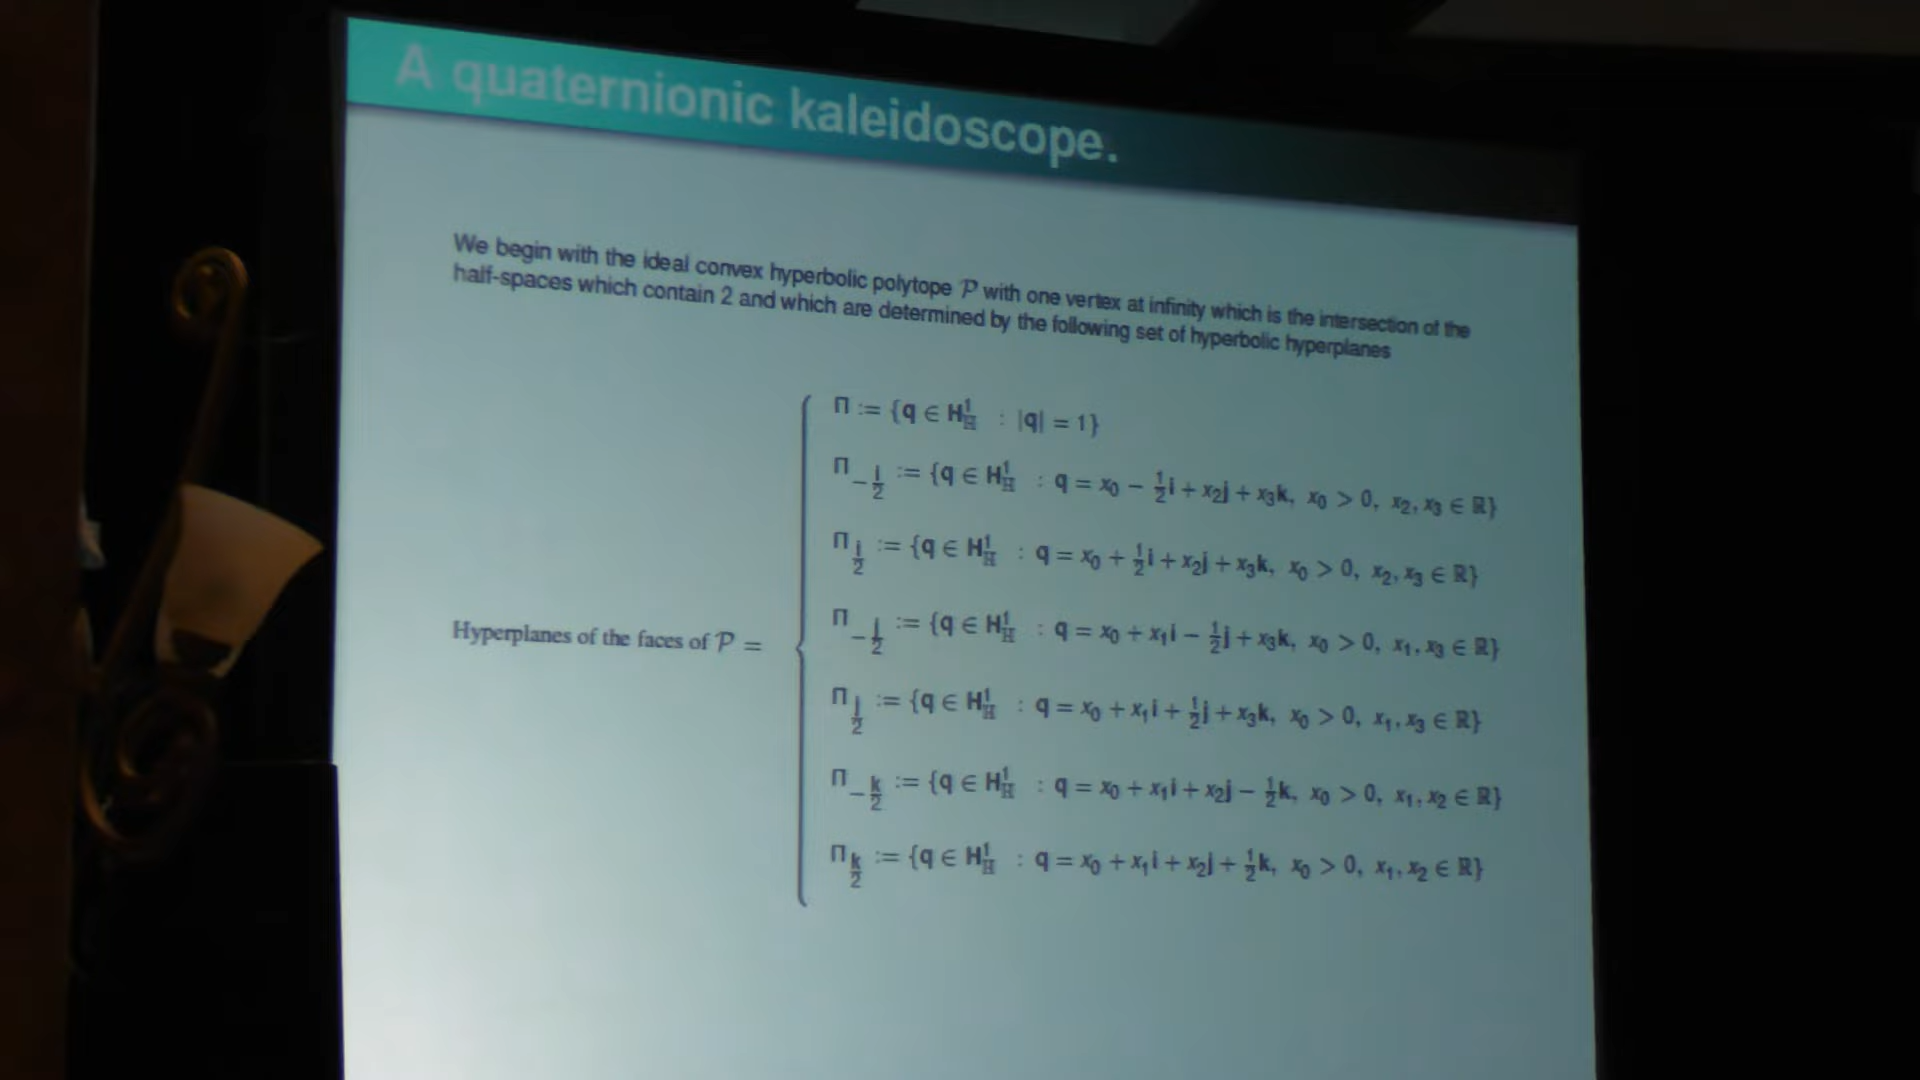 A quaternionic kaleidoscope.
We begin with the ideal convex hyperbolic polytope 𝒫 with one vertex at infinity which is the intersection of the
half-spaces which contain 2 and which are determined by the following set of hyperbolic hyperplanes
Π := {q ∈ H¹_ℍ : |q| = 1}
Π_{−i/2} := {q ∈ H¹_ℍ : q = x₀ − ½i + x₂j + x₃k, x₀ > 0, x₂, x₃ ∈ ℝ}
Π_{i/2} := {q ∈ H¹_ℍ : q = x₀ + ½i + x₂j + x₃k, x₀ > 0, x₂, x₃ ∈ ℝ}
Hyperplanes of the faces of 𝒫 =
Π_{−j/2} := {q ∈ H¹_ℍ : q = x₀ + x₁i − ½j + x₃k, x₀ > 0, x₁, x₃ ∈ ℝ}
Π_{j/2} := {q ∈ H¹_ℍ : q = x₀ + x₁i + ½j + x₃k, x₀ > 0, x₁, x₃ ∈ ℝ}
Π_{−k/2} := {q ∈ H¹_ℍ : q = x₀ + x₁i + x₂j − ½k, x₀ > 0, x₁, x₂ ∈ ℝ}
Π_{k/2} := {q ∈ H¹_ℍ : q = x₀ + x₁i + x₂j + ½k, x₀ > 0, x₁, x₂ ∈ ℝ}